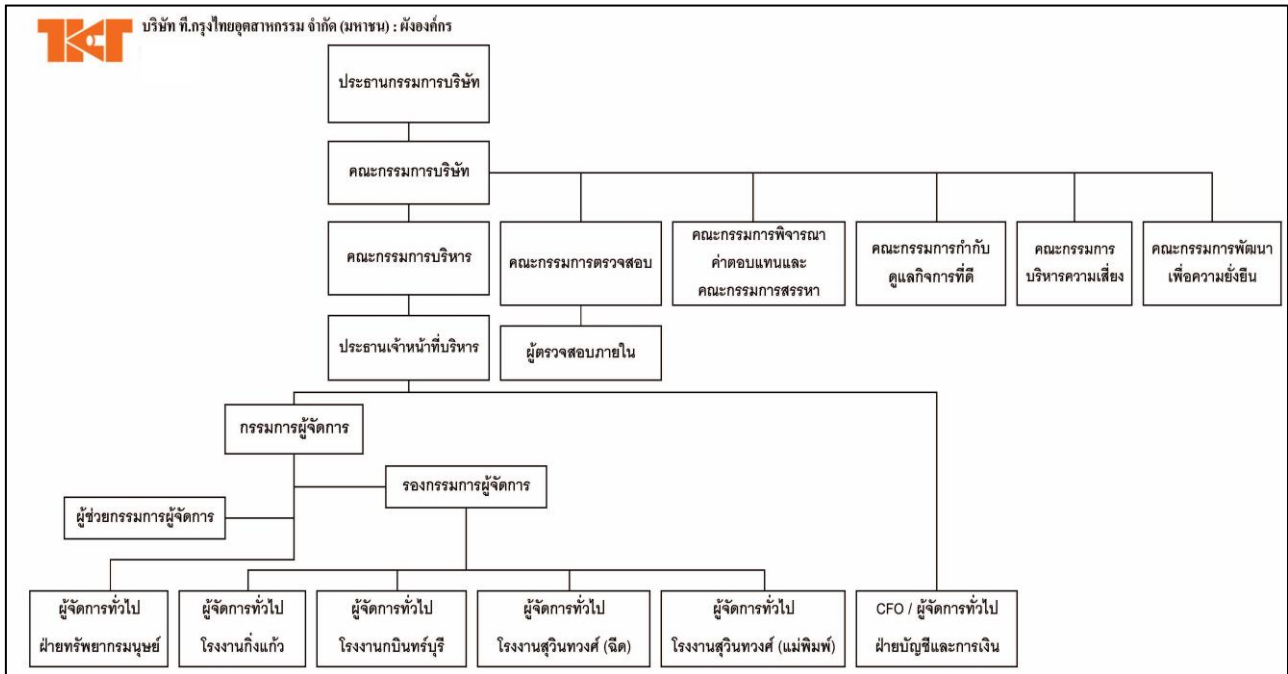 TKT
บริษัท ที.กรุงไทยอุตสาหกรรม จำกัด (มหาชน) : ผังองค์กร
ประธานกรรมการบริษัท
คณะกรรมการบริษัท
คณะกรรมการบริหาร
คณะกรรมการตรวจสอบ
คณะกรรมการพิจารณา
ค่าตอบแทนและ
คณะกรรมการสรรหา
คณะกรรมการกำกับ
ดูแลกิจการที่ดี
คณะกรรมการ
บริหารความเสี่ยง
คณะกรรมการพัฒนา
เพื่อความยั่งยืน
ประธานเจ้าหน้าที่บริหาร
ผู้ตรวจสอบภายใน
กรรมการผู้จัดการ
รองกรรมการผู้จัดการ
ผู้ช่วยกรรมการผู้จัดการ
ผู้จัดการทั่วไป
ฝ่ายทรัพยากรมนุษย์
ผู้จัดการทั่วไป
โรงงานกิ่งแก้ว
ผู้จัดการทั่วไป
โรงงานกบินทร์บุรี
ผู้จัดการทั่วไป
โรงงานสุวินทวงศ์ (ฉีด)
ผู้จัดการทั่วไป
โรงงานสุวินทวงศ์ (แม่พิมพ์)
CFO / ผู้จัดการทั่วไป
ฝ่ายบัญชีและการเงิน